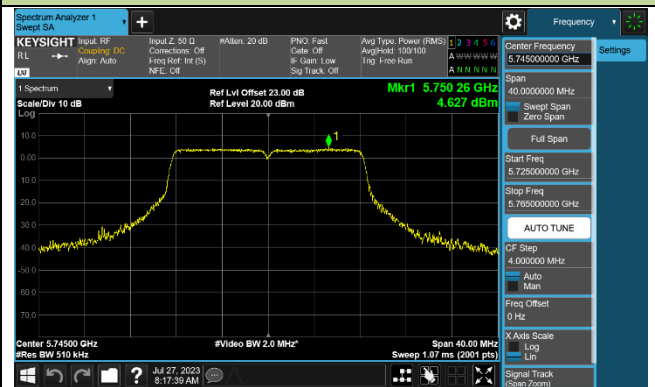 Spectrum Analyzer 1
Swept SA
Frequency
KEYSIGHT
RL
LXI
Input: RF
Coupling: DC
Align: Auto
Input Z: 50 Ω
Corrections: Off
Freq Ref: Int (S)
NFE: Off
#Atten: 20 dB
PNO: Fast
Gate: Off
IF Gain: Low
Sig Track: Off
Avg Type: Power (RMS)
Avg|Hold: 100/100
Trig: Free Run
1 2 3 4 5 6
A W W W W W
A N N N N N
1 Spectrum
Scale/Div 10 dB
Log
Ref Lvl Offset 23.00 dB
Ref Level 20.00 dBm
Mkr1 5.750 26 GHz
4.627 dBm
1
10.0
0.00
10.0
20.0
30.0
40.0
-50.0
60.0
70.0
Center 5.74500 GHz
#Res BW 510 kHz
#Video BW 2.0 MHz*
Span 40.00 MHz
Sweep 1.07 ms (2001 pts)
Center Frequency
5.745000000 GHz
Settings
Span
40.0000000 MHz
Swept Span
Zero Span
Full Span
Start Freq
5.725000000 GHz
Stop Freq
5.765000000 GHz
AUTO TUNE
CF Step
4.000000 MHz
Auto
Man
Freq Offset
0 Hz
X Axis Scale
Log
Lin
Signal Track
(Span Zoom)
?
Jul 27, 2023
8:17:39 AM